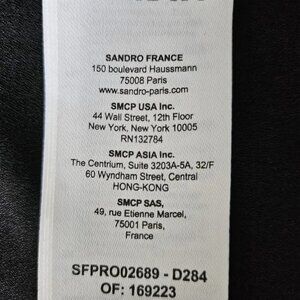 SANDRO FRANCE
150 boulevard Haussmann
75008 Paris
www.sandro-paris.com
SMCP USA Inc.
44 Wall Street, 12th Floor
New York, New York 10005
RN132784
SMCP ASIA Inc.
The Centrium, Suite 3203A-5A, 32/F
60 Wyndham Street, Central
HONG-KONG
SMCP SAS,
49, rue Etienne Marcel,
75001 Paris,
France
SFPRO02689 - D284
OF: 169223